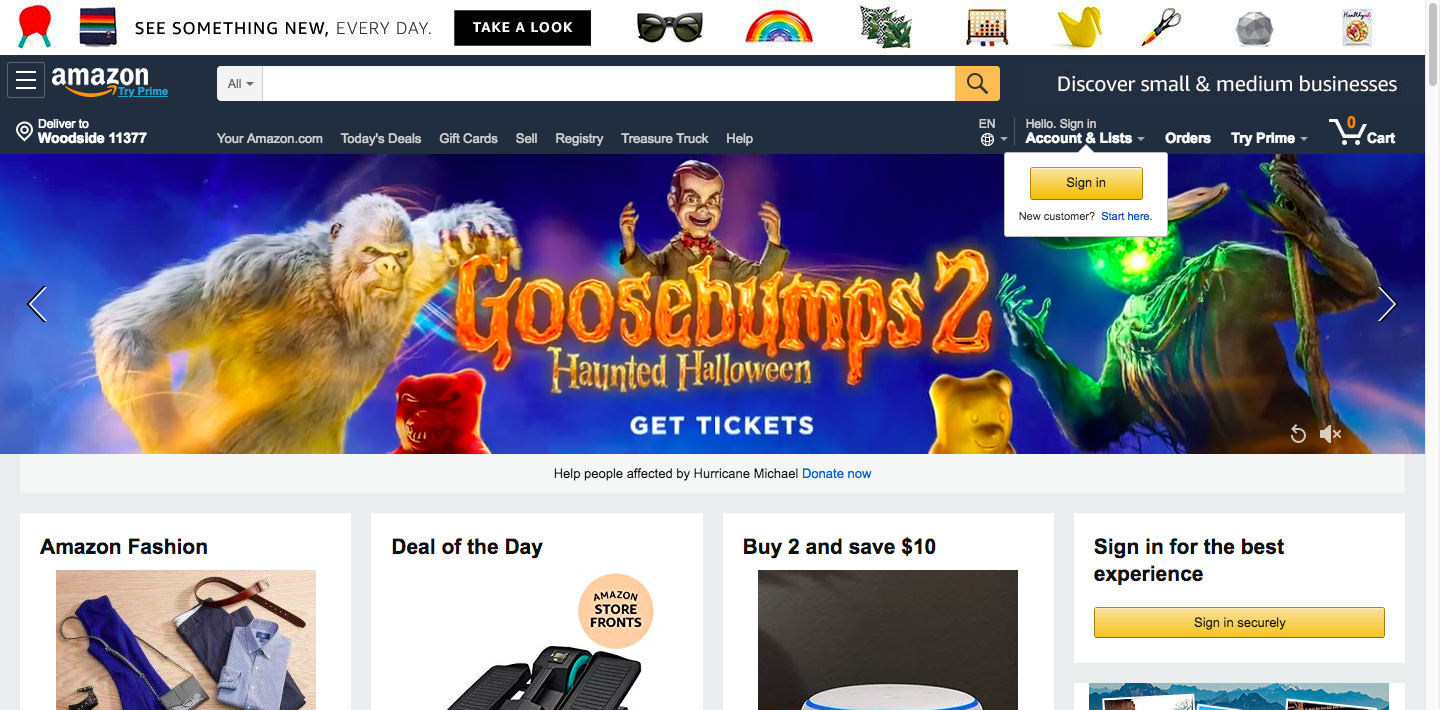 SEE SOMETHING NEW, EVERY DAY.
TAKE A LOOK
Healthyish
amazon
Try Prime
All
Discover small & medium businesses
Deliver to
Woodside 11377
Your Amazon.com
Today's Deals
Gift Cards
Sell
Registry
Treasure Truck
Help
EN
Hello. Sign in
Account & Lists
Orders
Try Prime
0
Cart
Sign in
New customer? Start here.
Goosebumps 2
Haunted Halloween
GET TICKETS
Help people affected by Hurricane Michael Donate now
Amazon Fashion
Deal of the Day
AMAZON
STORE
FRONTS
Buy 2 and save $10
Sign in for the best
experience
Sign in securely